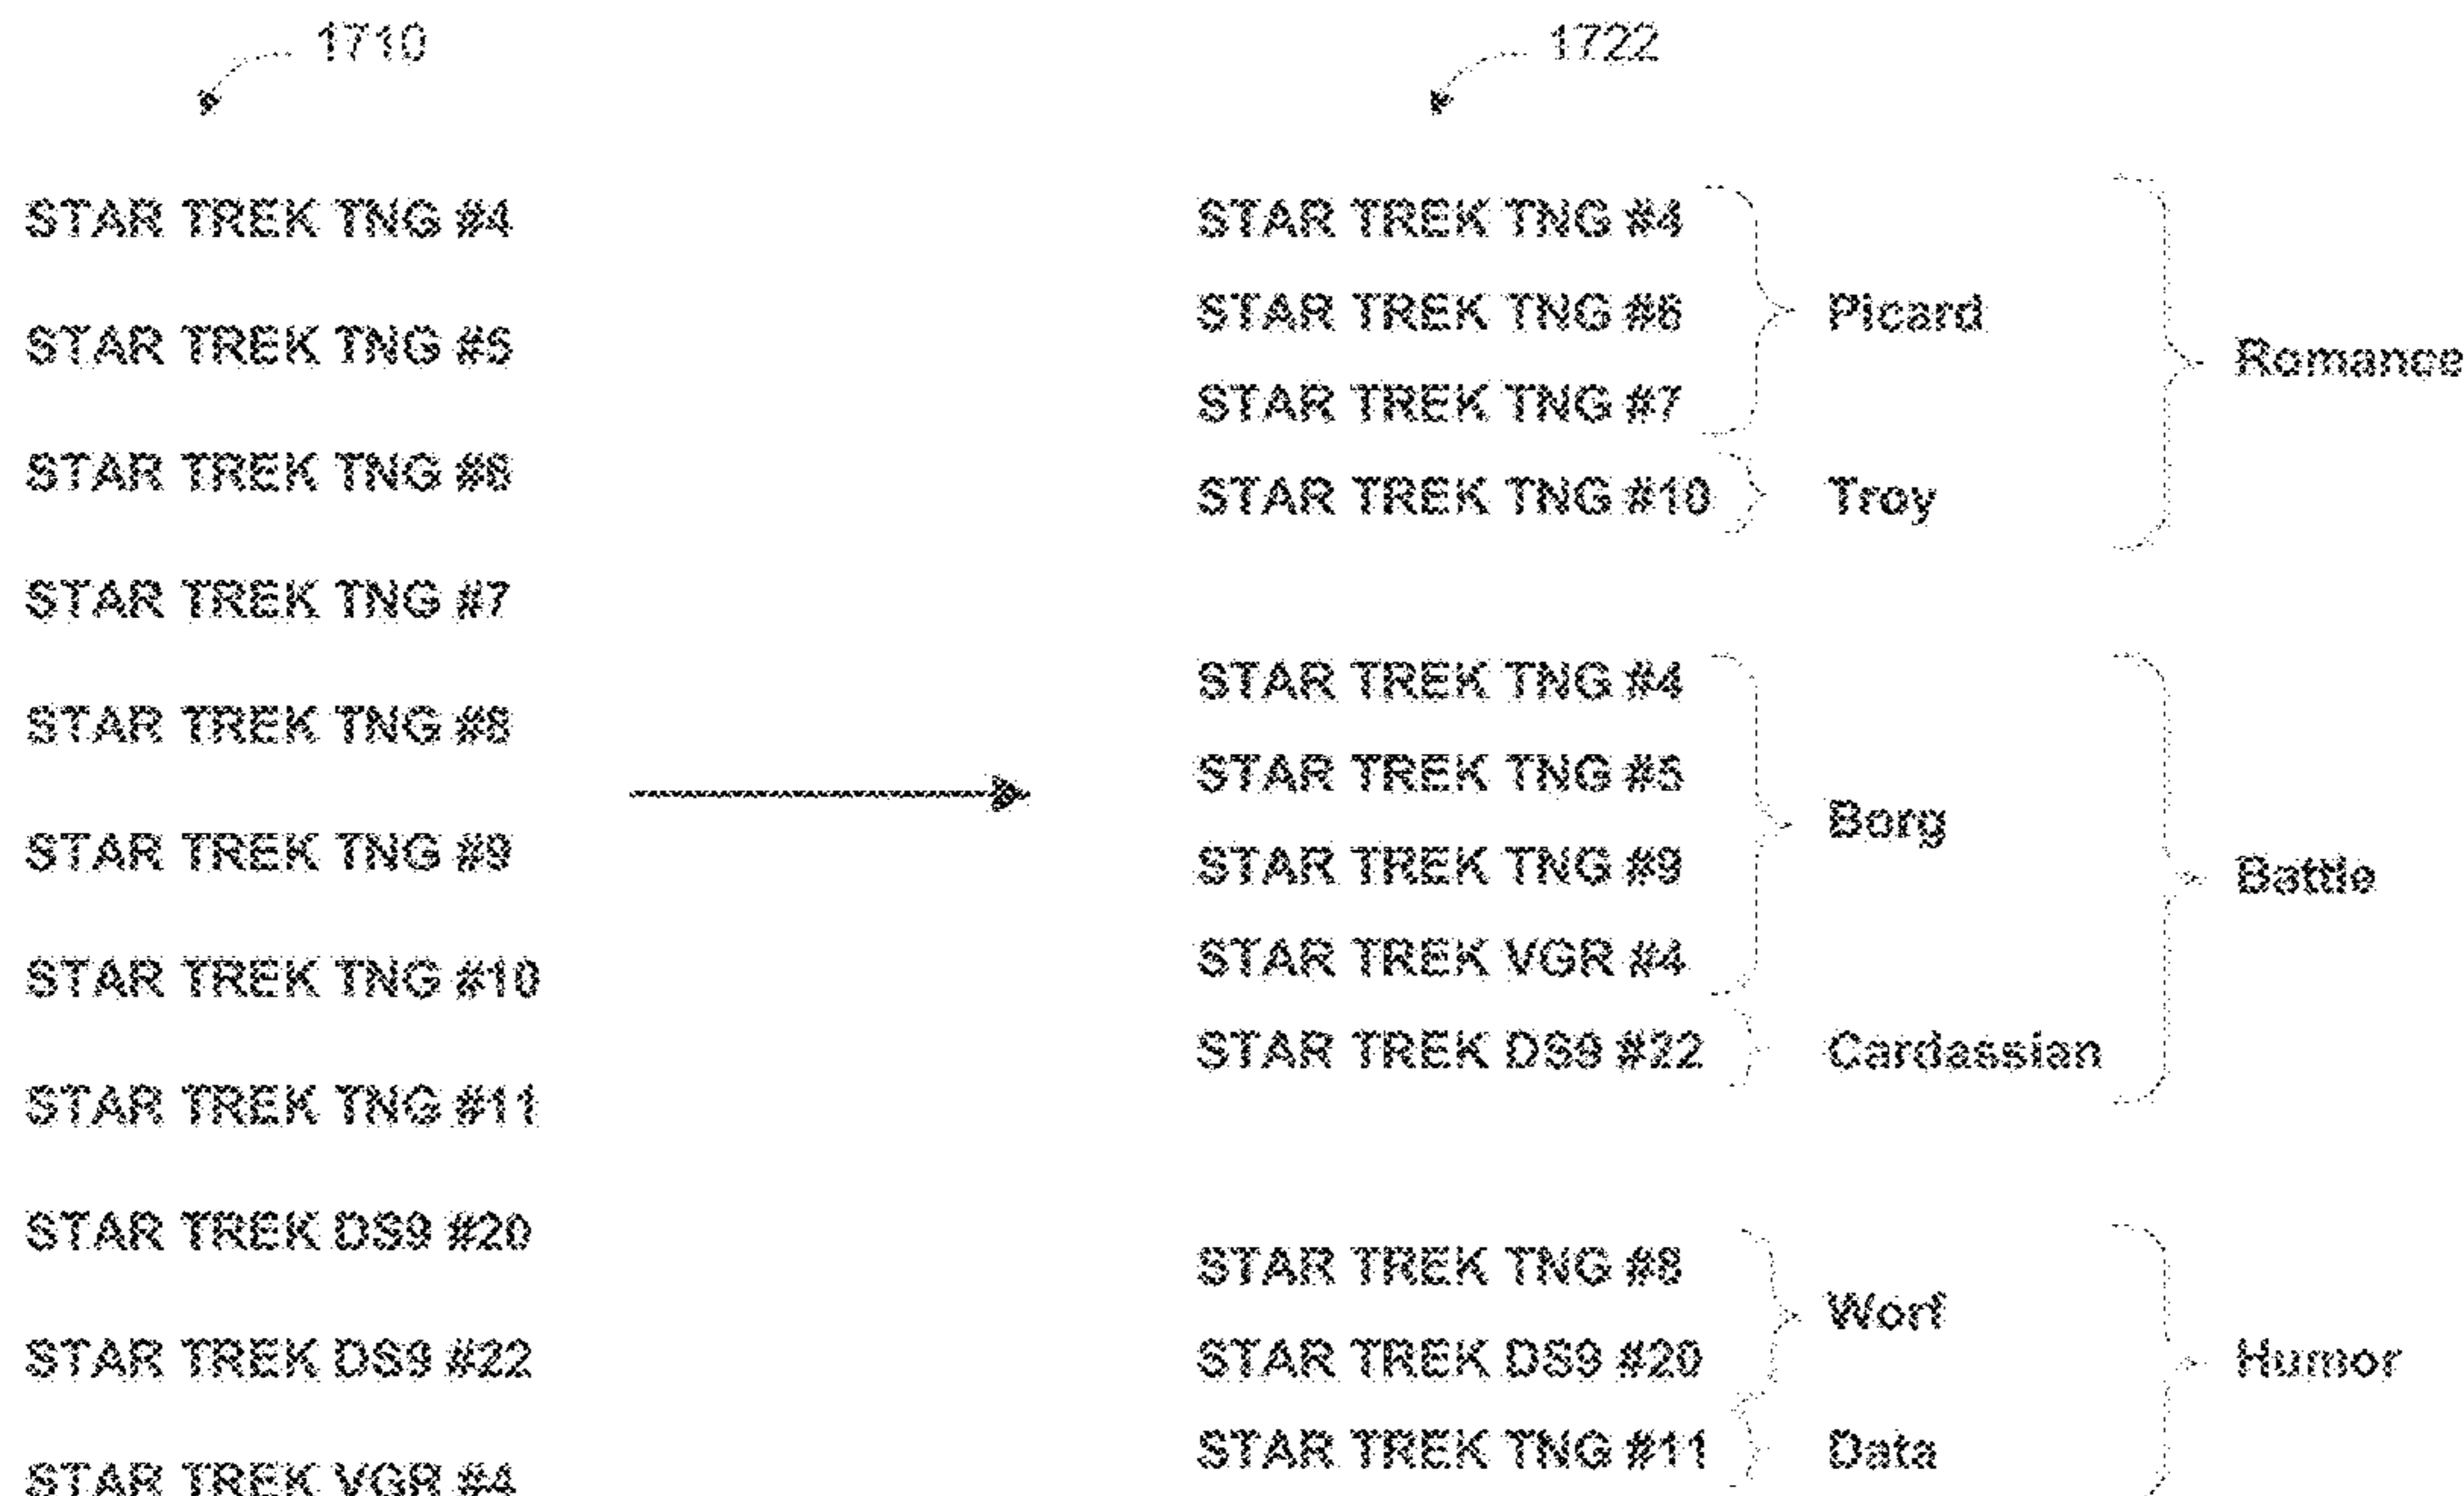 1710
STAR TREK TNG #4
STAR TREK TNG #5
STAR TREK TNG #6
STAR TREK TNG #7
STAR TREK TNG #8
STAR TREK TNG #9
STAR TREK TNG #10
STAR TREK TNG #11
STAR TREK DS9 #20
STAR TREK DS9 #22
STAR TREK VGR #4
1722
STAR TREK TNG #4
STAR TREK TNG #6
STAR TREK TNG #7
Picard
STAR TREK TNG #10
Troy
Romance
STAR TREK TNG #4
STAR TREK TNG #5
STAR TREK TNG #9
STAR TREK VGR #4
Borg
STAR TREK DS9 #22
Cardassian
Battle
STAR TREK TNG #8
STAR TREK DS9 #20
Worf
STAR TREK TNG #11
Data
Humor